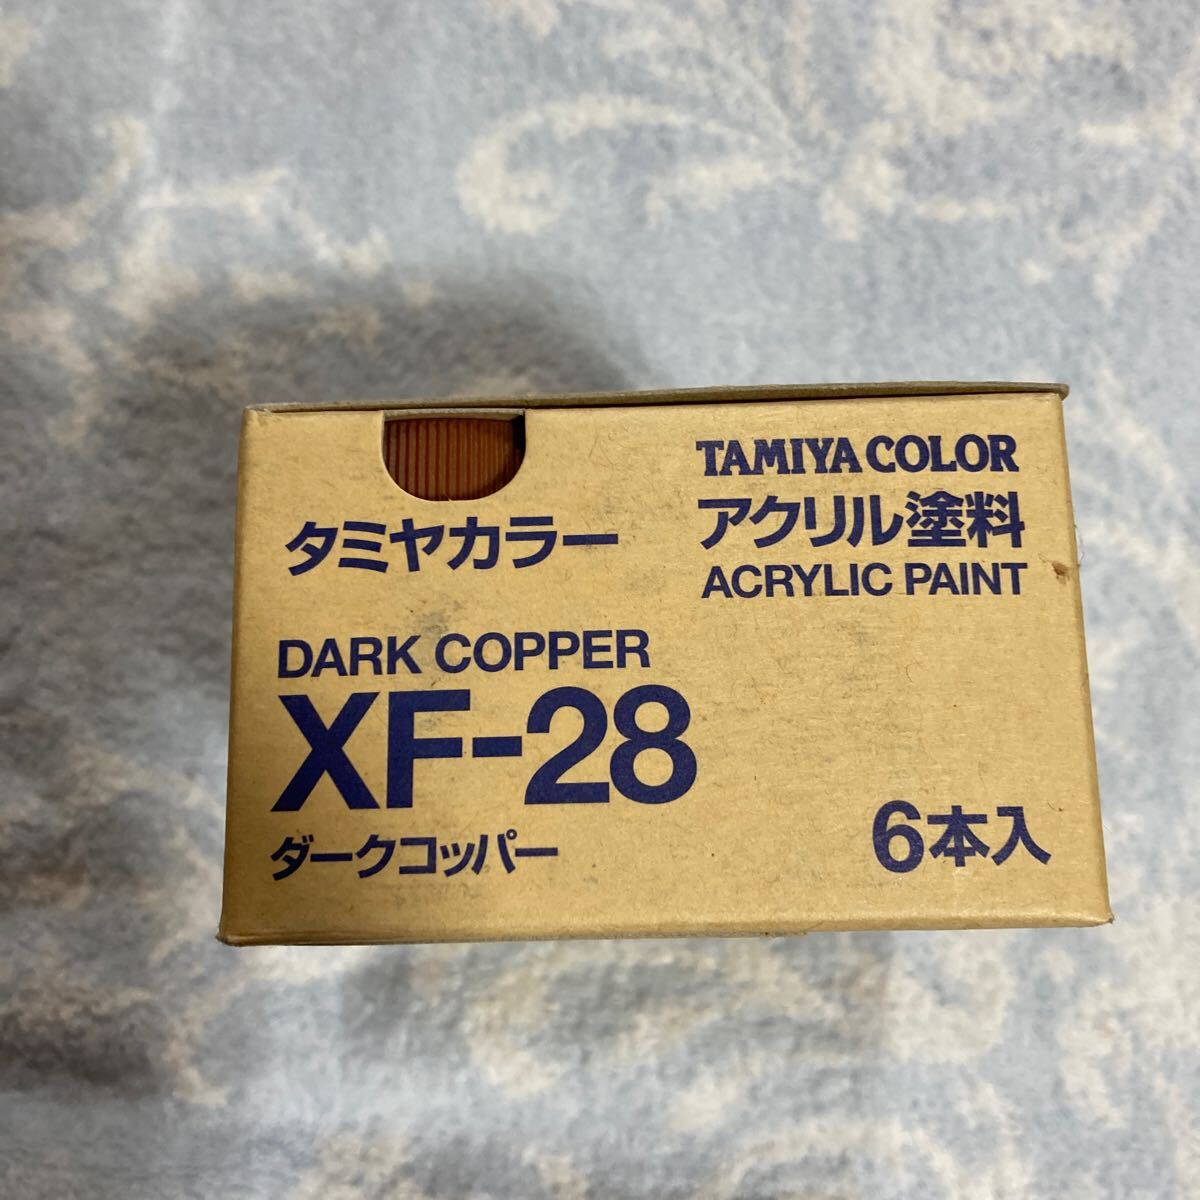 TAMIYA COLOR
アクリル塗料
ACRYLIC PAINT
タミヤカラー
DARK COPPER
XF-28
ダークコッパー
6本入